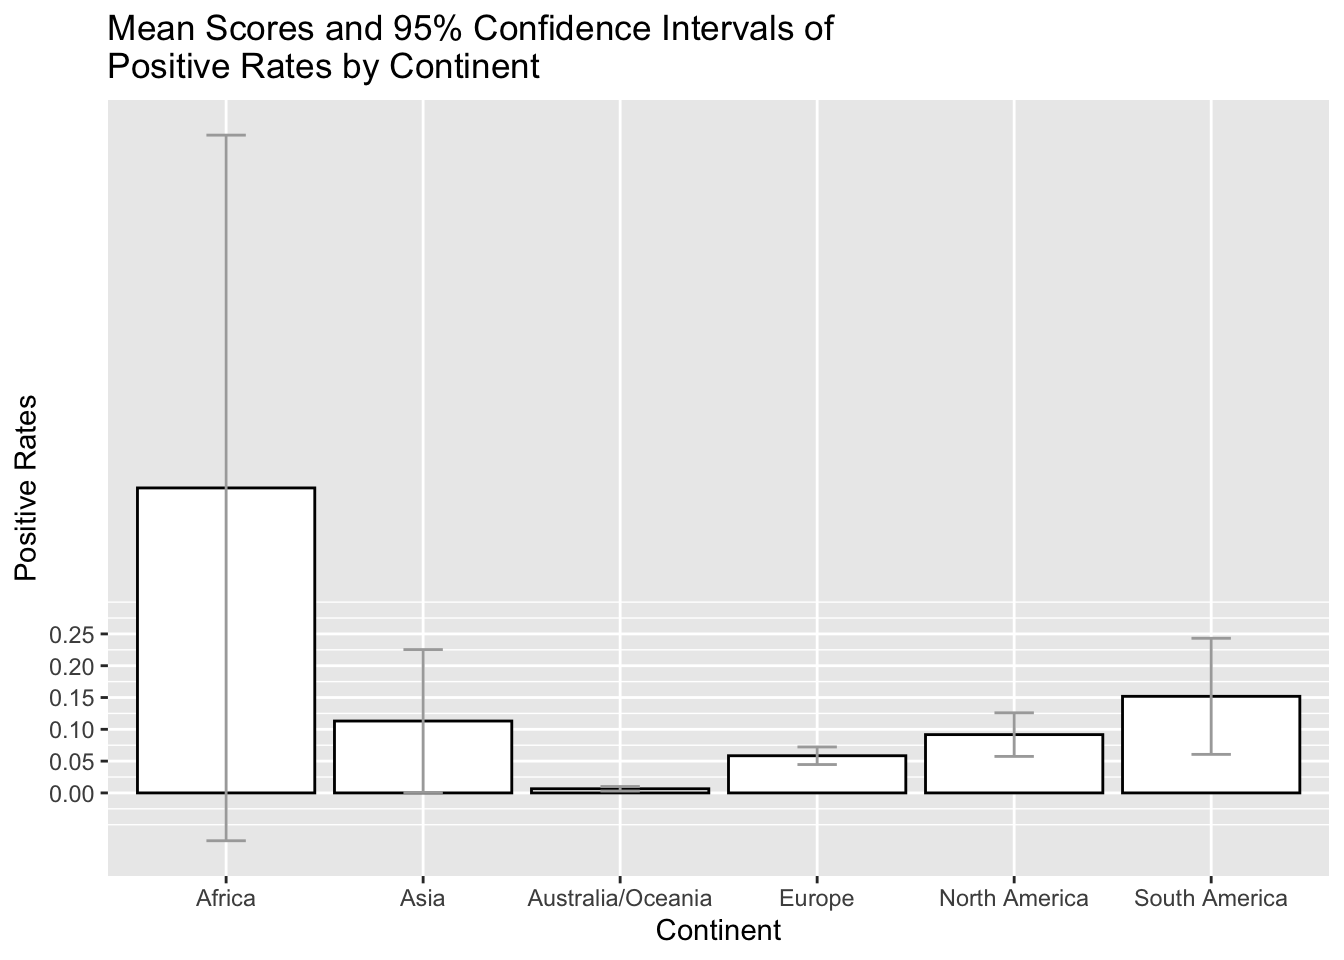 Mean Scores and 95% Confidence Intervals of
Positive Rates by Continent
Positive Rates
0.25
0.20
0.15
0.10
0.05
0.00
Africa
Asia
Australia/Oceania
Europe
North America
South America
Continent